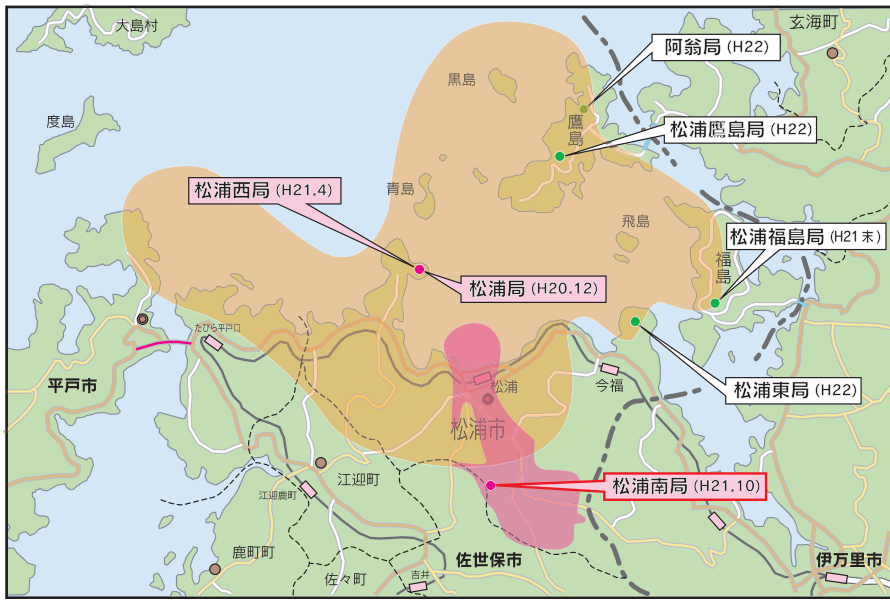 大島村
玄海町
阿翁局 (H22)
黒島
度島
鷹島
松浦鷹島局 (H22)
松浦西局 (H21.4)
青島
飛島
松浦福島局 (H21末)
福島
松浦局 (H20.12)
たびら平戸口
平戸市
松浦
今福
松浦東局 (H22)
松浦市
江迎町
松浦南局 (H21.10)
江迎鹿町
鹿町町
佐々町
吉井
佐世保市
伊万里市